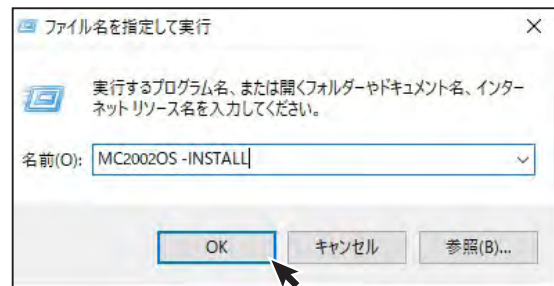 ファイル名を指定して実行
実行するプログラム名、または開くフォルダーやドキュメント名、インター
ネット リソース名を入力してください。
名前(O): MC2002OS -INSTALL
OK キャンセル 参照(B)...